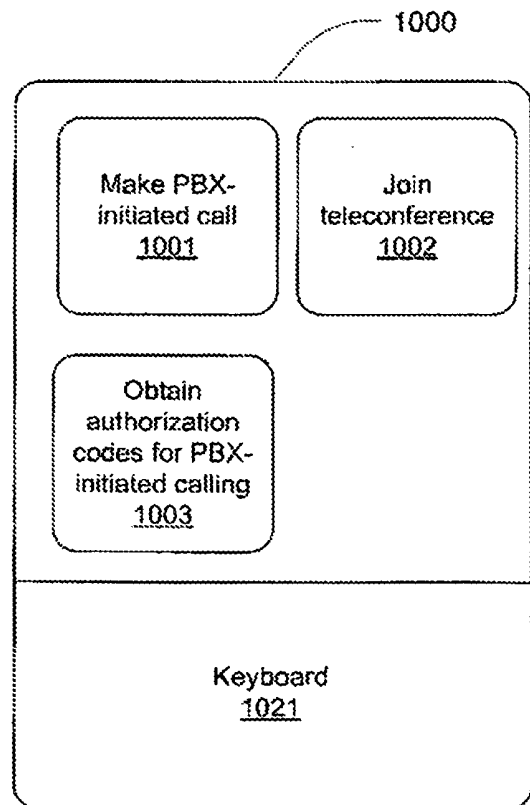 1000
Make PBX-
initiated call
1001
Join
teleconference
1002
Obtain
authorization
codes for PBX-
initiated calling
1003
Keyboard
1021